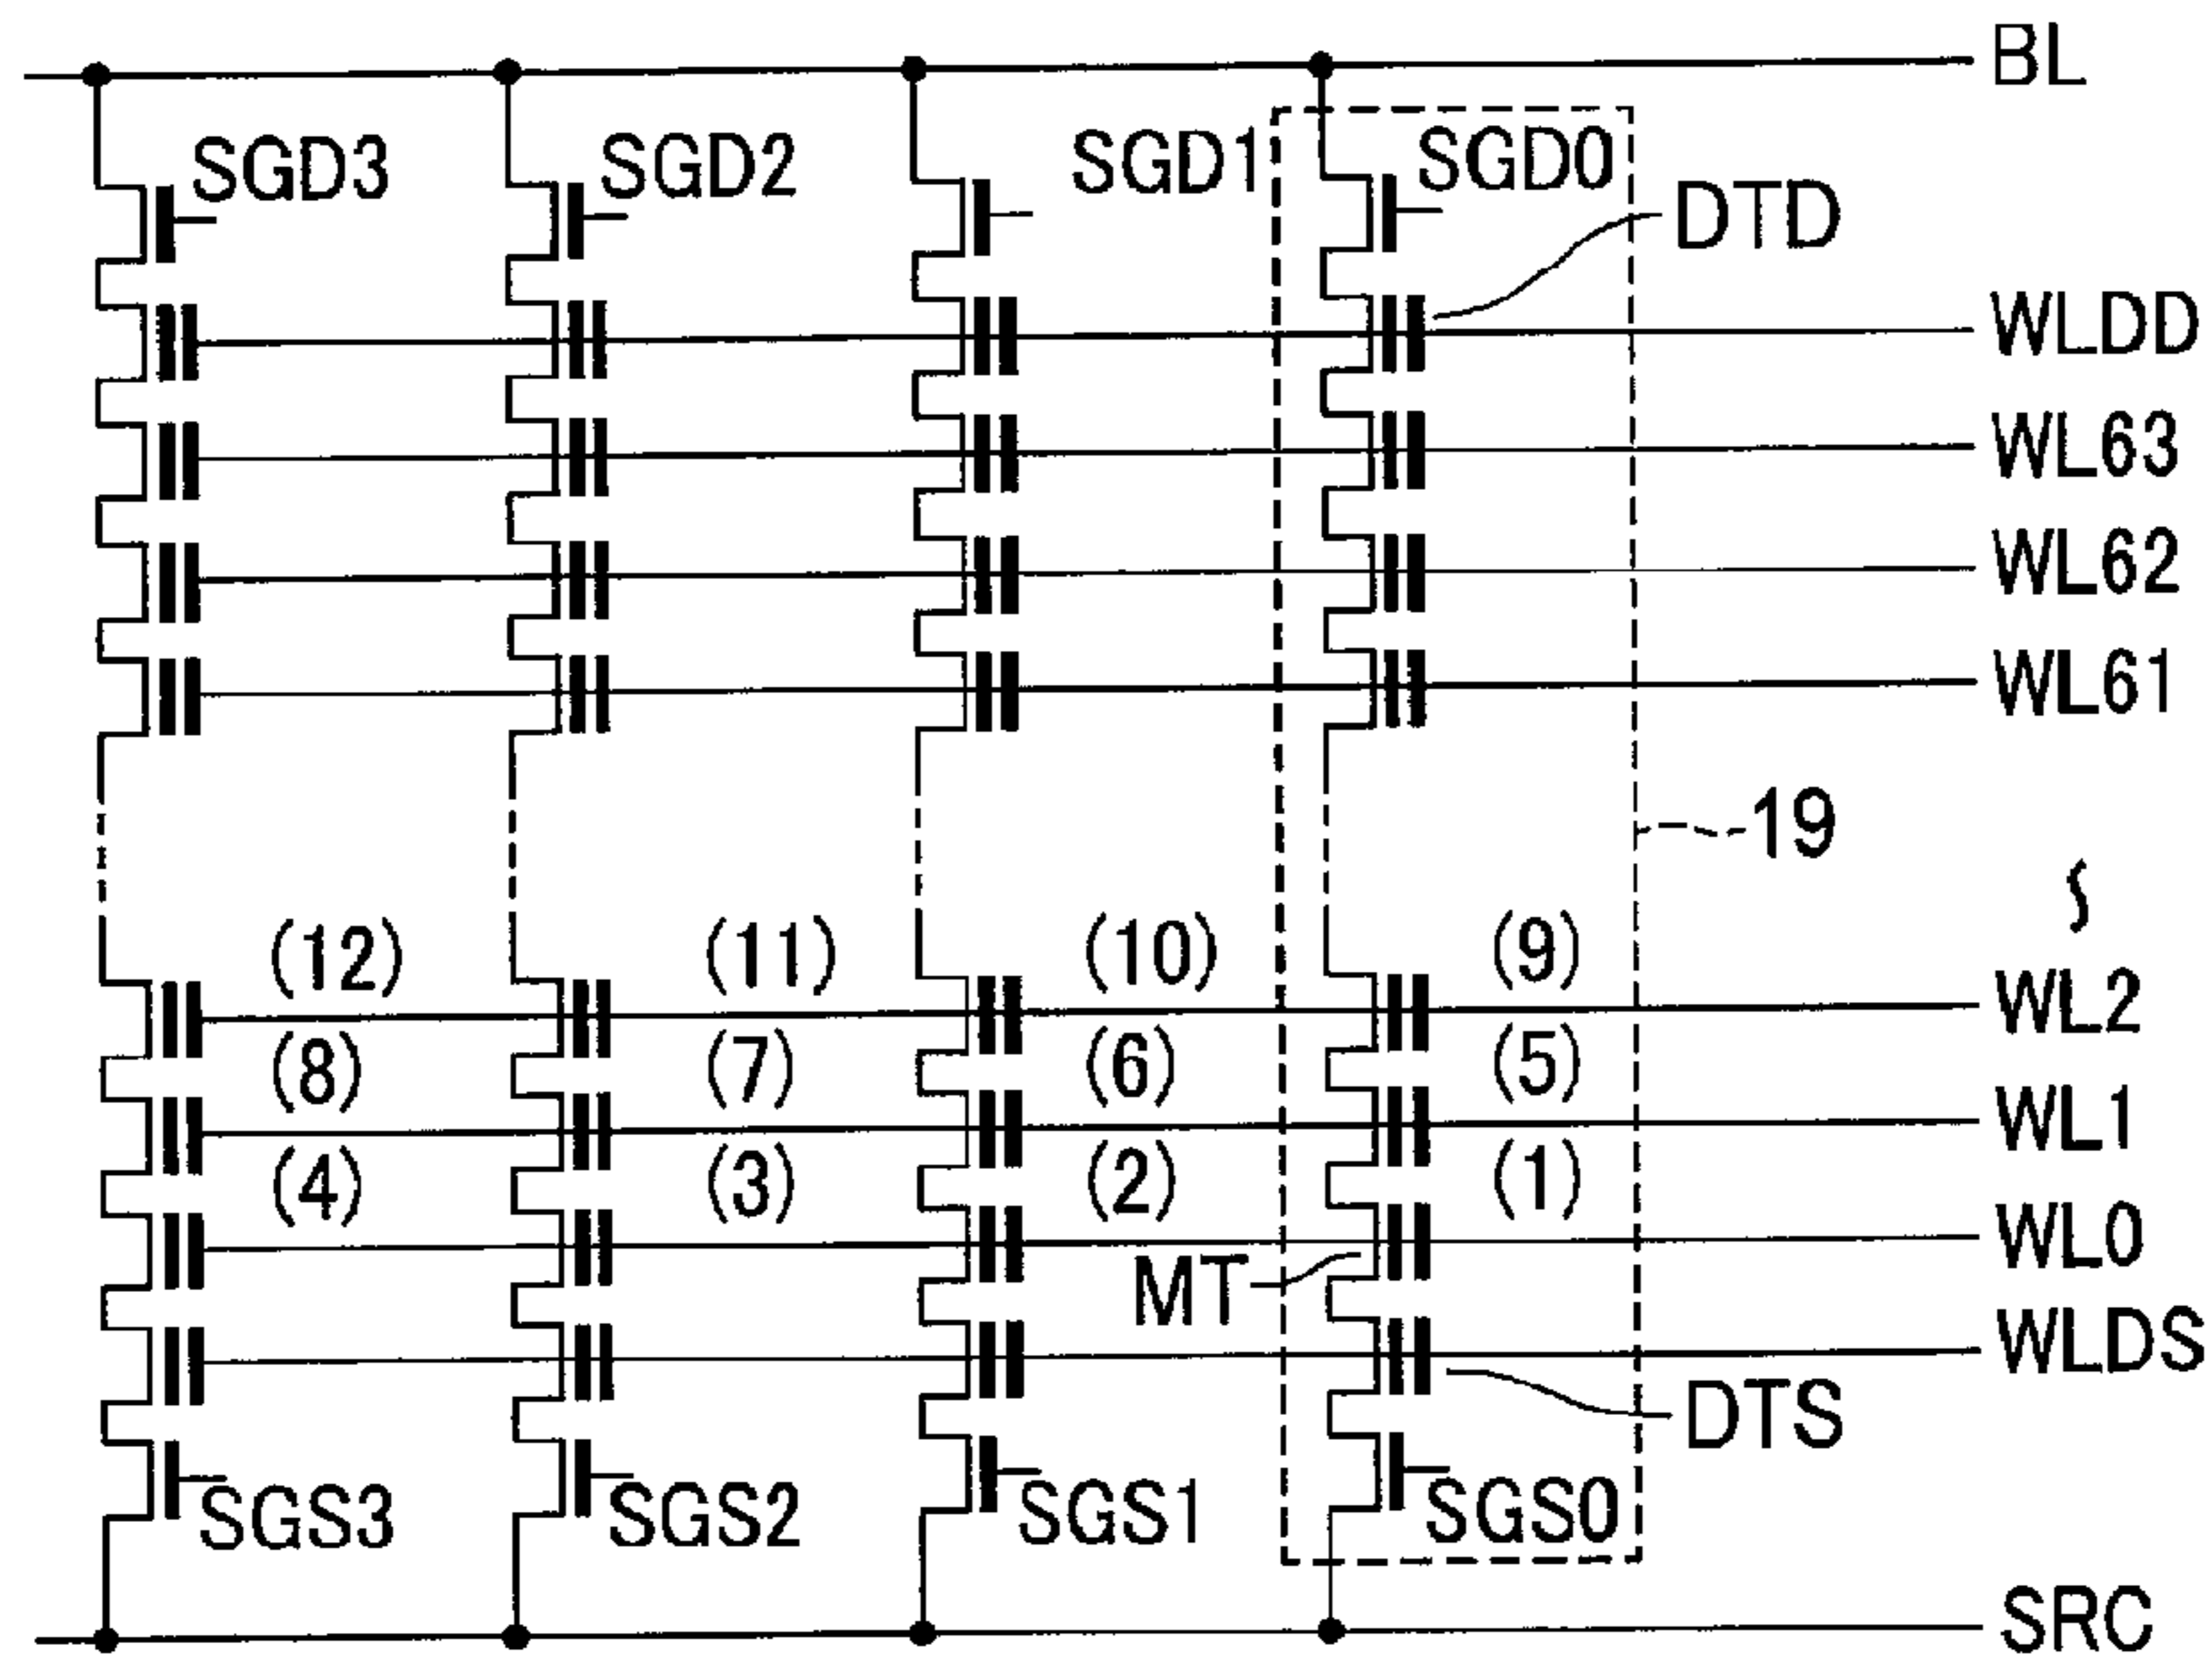 BL
SGD3 SGD2 SGD1 SGD0
DTD
WLDD
WL63
WL62
WL61
19
(12) (11) (10) (9)
WL2
(8) (7) (6) (5)
WL1
(4) (3) (2) (1)
WL0
MT
WLDS
DTS
SGS3 SGS2 SGS1 SGS0
SRC